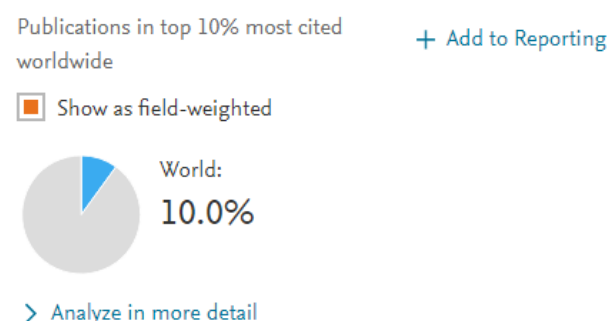 Publications in top 10% most cited
worldwide
+ Add to Reporting
Show as field-weighted
World:
10.0%
> Analyze in more detail